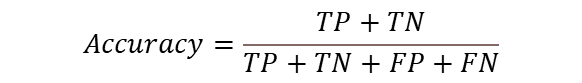 Accuracy = TP + TN
TP + TN + FP + FN